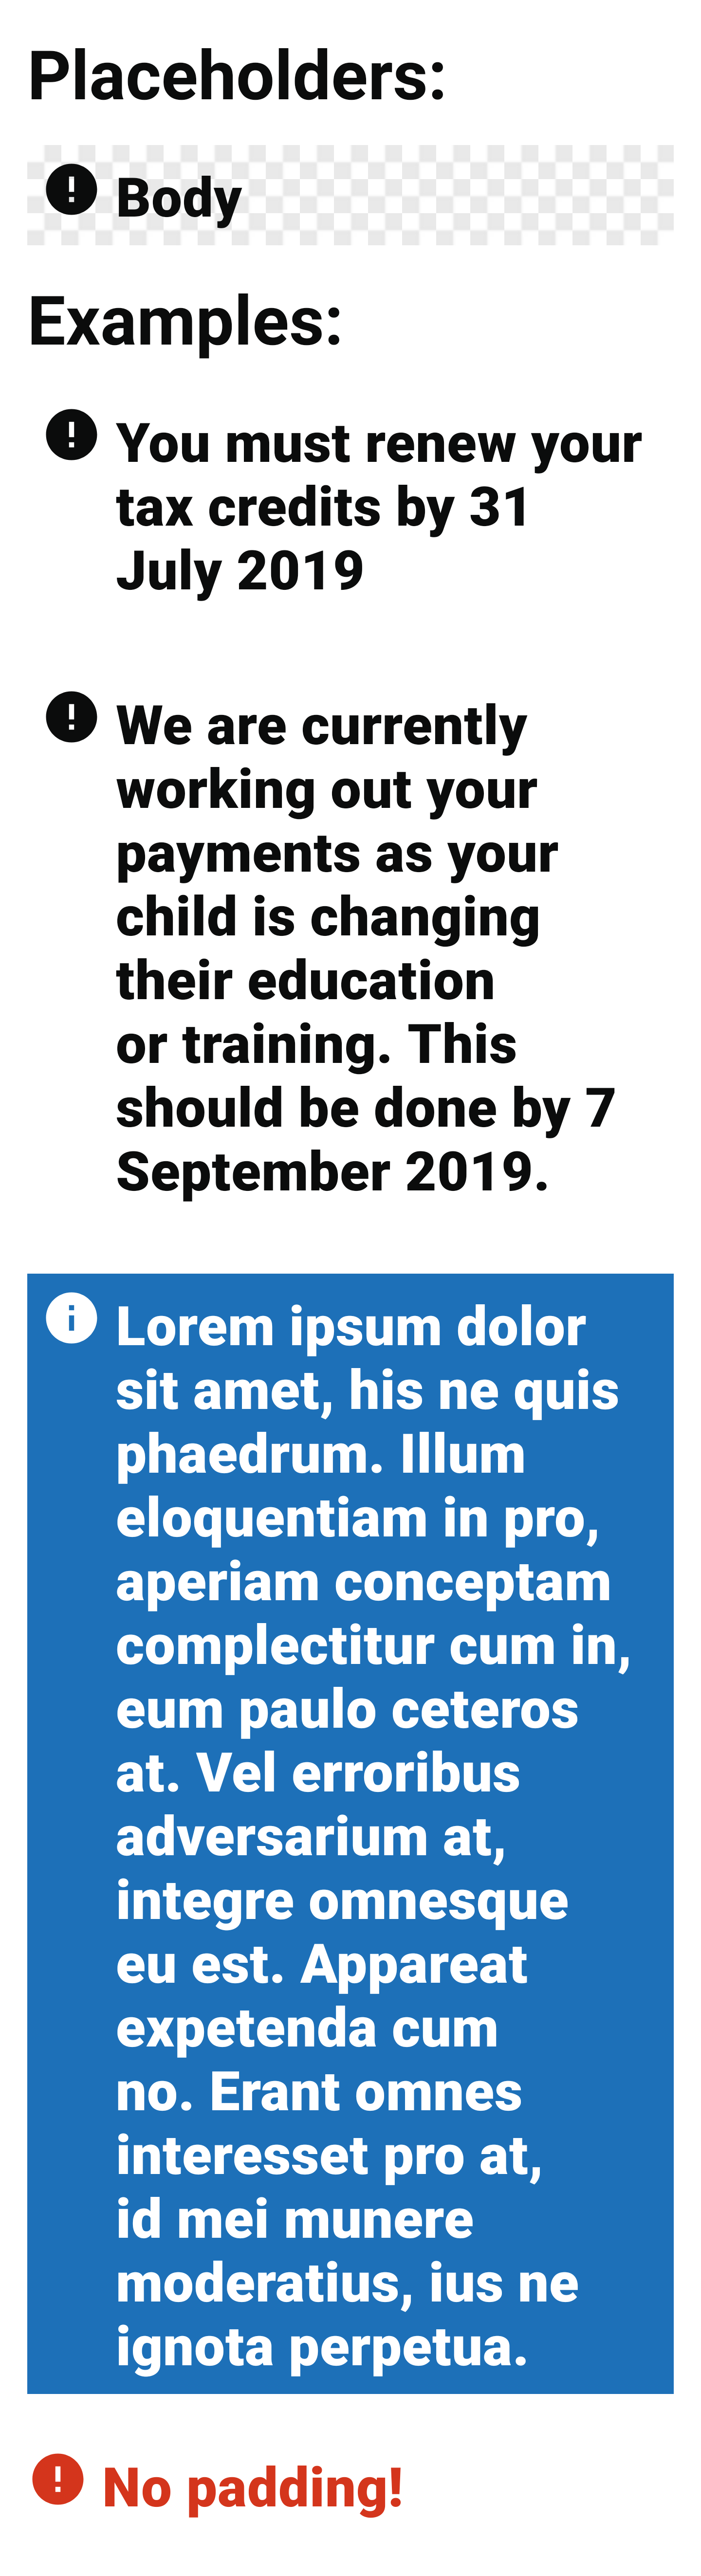 Placeholders:
! Body
Examples:
! You must renew your
tax credits by 31
July 2019
! We are currently
working out your
payments as your
child is changing
their education
or training. This
should be done by 7
September 2019.
i Lorem ipsum dolor
sit amet, his ne quis
phaedrum. Illum
eloquentiam in pro,
aperiam conceptam
complectitur cum in,
eum paulo ceteros
at. Vel erroribus
adversarium at,
integre omnesque
eu est. Appareat
expetenda cum
no. Erant omnes
interesset pro at,
id mei munere
moderatius, ius ne
ignota perpetua.
! No padding!